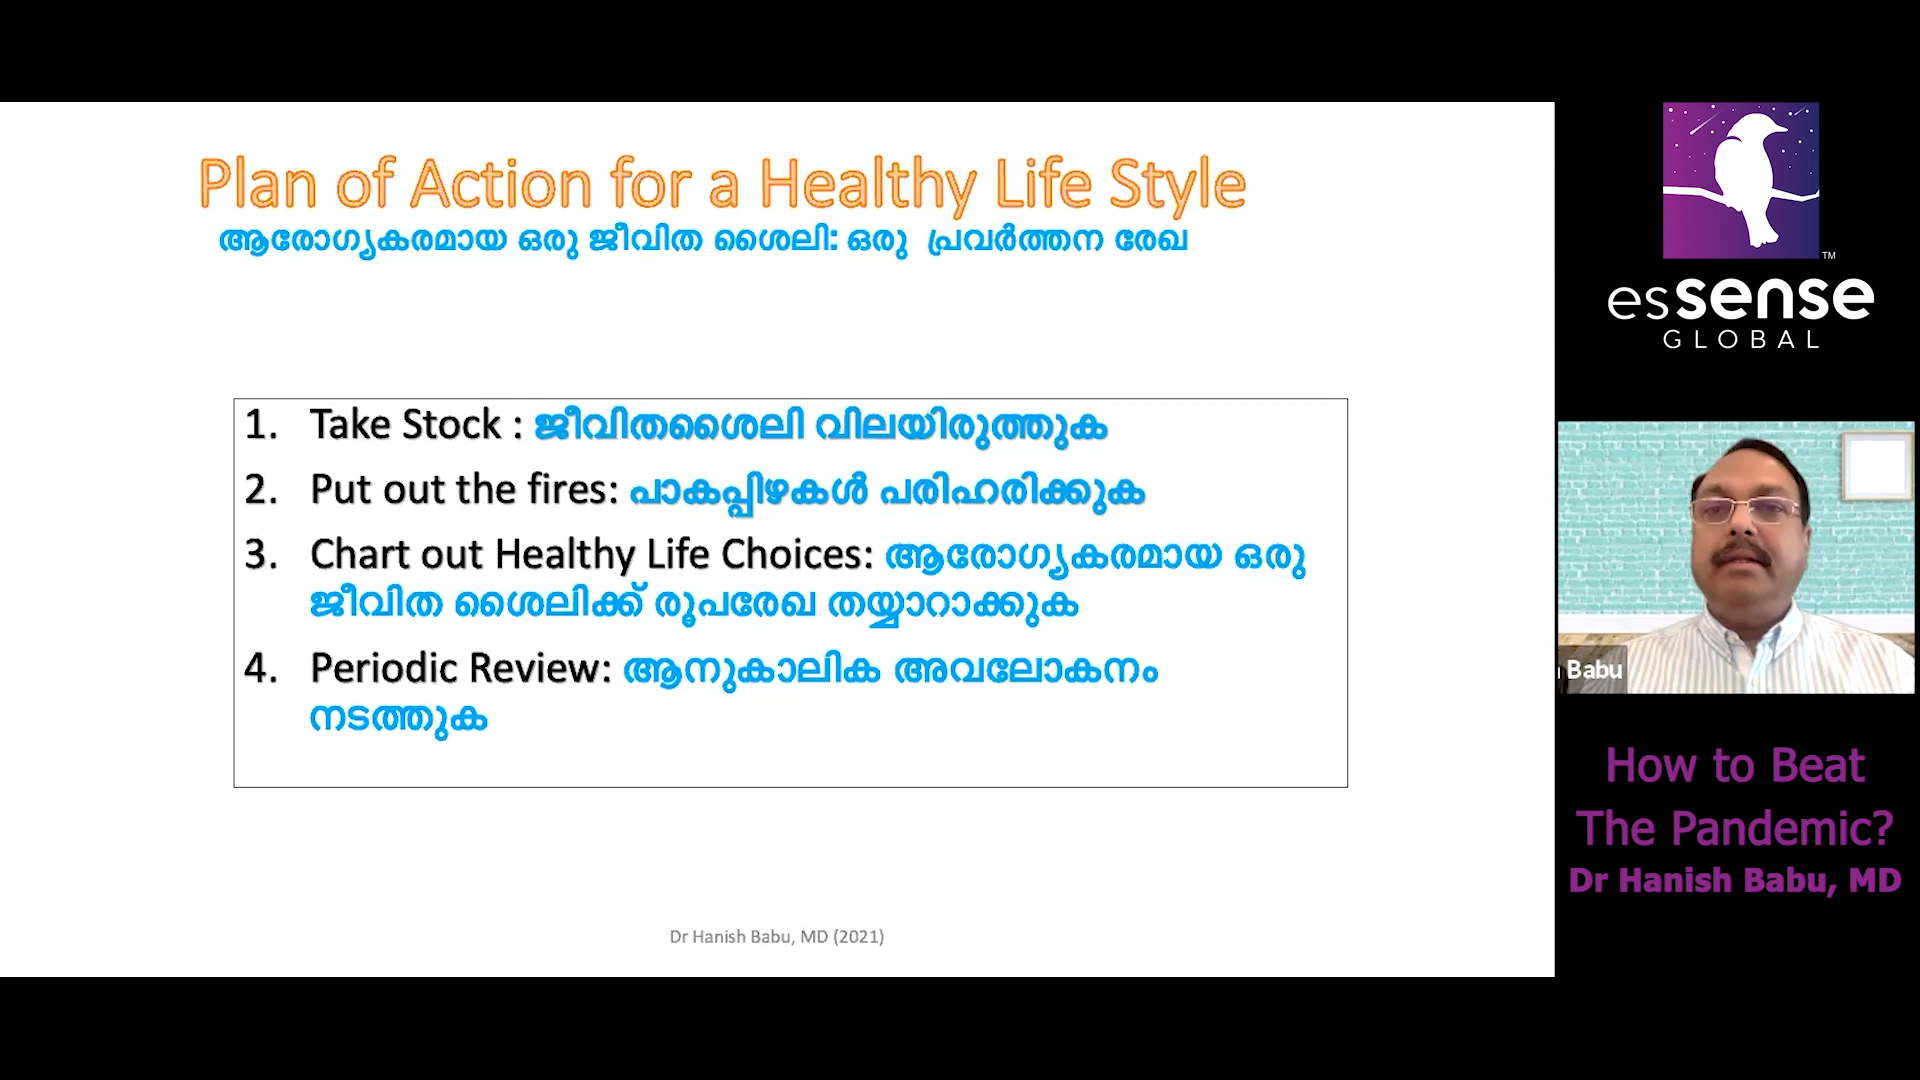 Plan of Action for a Healthy Life Style
ആരോഗ്യകരമായ ഒരു ജീവിത ശൈലി: ഒരു പ്രവർത്തന രേഖ
1. Take Stock : ജീവിതശൈലി വിലയിരുത്തുക
2. Put out the fires: പാകപ്പിഴകൾ പരിഹരിക്കുക
3. Chart out Healthy Life Choices: ആരോഗ്യകരമായ ഒരു
ജീവിത ശൈലിക്ക് രൂപരേഖ തയ്യാറാക്കുക
4. Periodic Review: ആനുകാലിക അവലോകനം
നടത്തുക
Dr Hanish Babu, MD (2021)
TM
esSense
GLOBAL
Babu
How to Beat
The Pandemic?
Dr Hanish Babu, MD